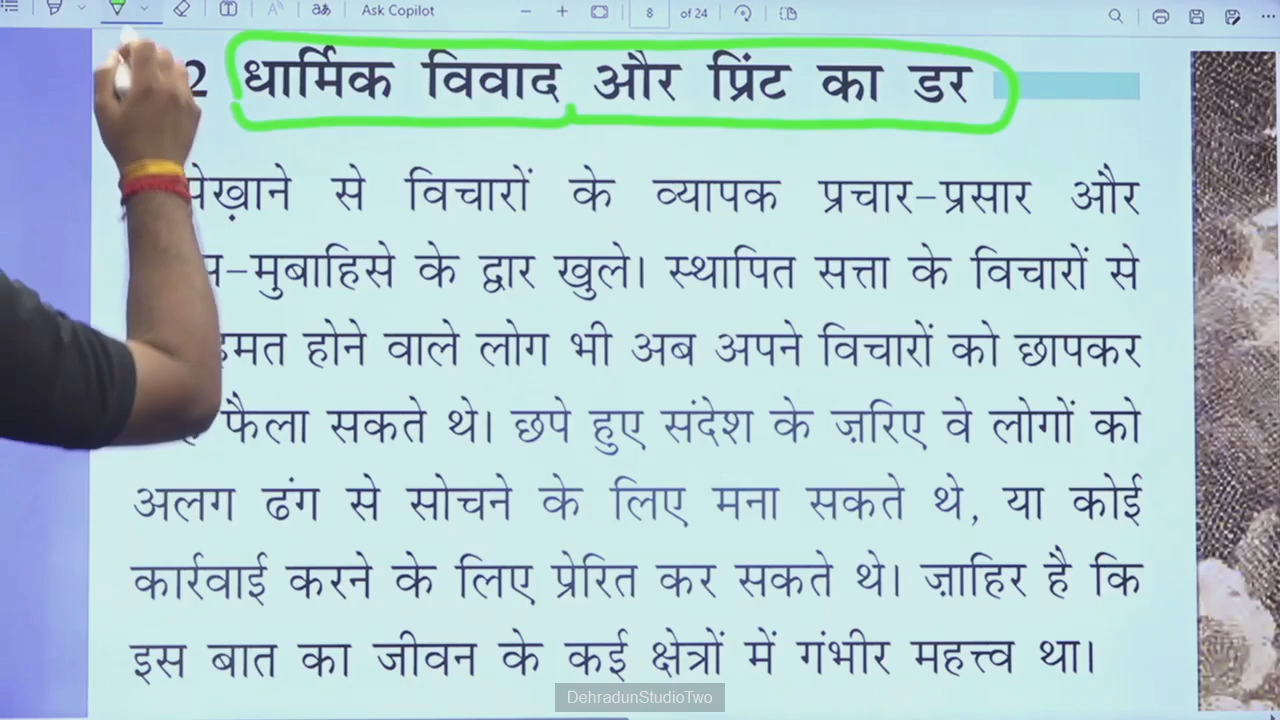 Ask Copilot
8 of 24
2 धार्मिक विवाद और प्रिंट का डर
से विचारों के व्यापक प्रचार-प्रसार और
-मुबाहिसे के द्वार खुले। स्थापित सत्ता के विचारों से
होने वाले लोग भी अब अपने विचारों को छापकर
फैला सकते थे। छपे हुए संदेश के ज़रिए वे लोगों को
अलग ढंग से सोचने के लिए मना सकते थे, या कोई
कार्रवाई करने के लिए प्रेरित कर सकते थे। ज़ाहिर है कि
इस बात का जीवन के कई क्षेत्रों में गंभीर महत्त्व था।
DehradunStudioTwo